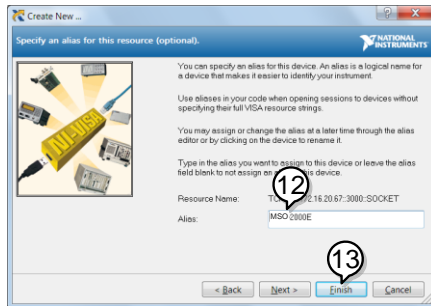 Create New ...
Specify an alias for this resource (optional).
NATIONAL
INSTRUMENTS
You can specify an alias for this device. An alias is a logical name for
a device that makes it easier to identify your instrument.
Use aliases in your code when opening sessions to devices without
specifying their full VISA resource strings.
You may assign or change the alias at a later time through the alias
editor or by clicking on the device to rename it.
Type in the alias you want to assign to this device or leave the alias
field blank to not assign an this device.
NI-VISA
12
Resource Name: 2.16.20.67::3000::SOCKET
Alias: MSO 2000E
13
< Back Next > Finish Cancel